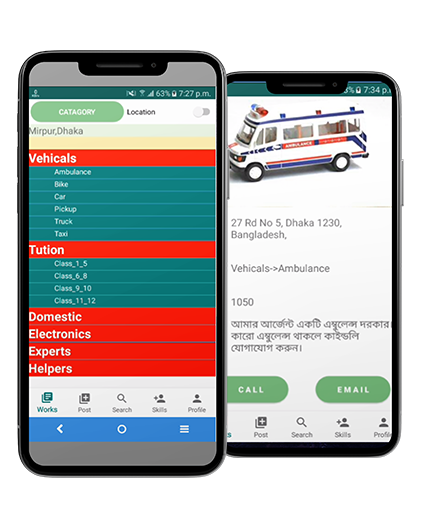 63% 7:27 p.m.
CATAGORY
Location
Mirpur,Dhaka
Vehicals
Ambulance
Bike
Car
Pickup
Truck
Taxi
Tution
Class_1_5
Class_6_8
Class_9_10
Class_11_12
Domestic
Electronics
Experts
Helpers
Works
Post
Search
Skills
Profile
7:34 p.m.
AMBULANCE
27 Rd No 5, Dhaka 1230,
Bangladesh,
Vehicals->Ambulance
1050
আমার আর্জেন্ট একটি এম্বুলেন্স দরকার
কারো এম্বুলেন্স থাকলে কাইন্ডলি
যোগাযোগ করুন।
CALL
EMAIL
Post
Search
Skills